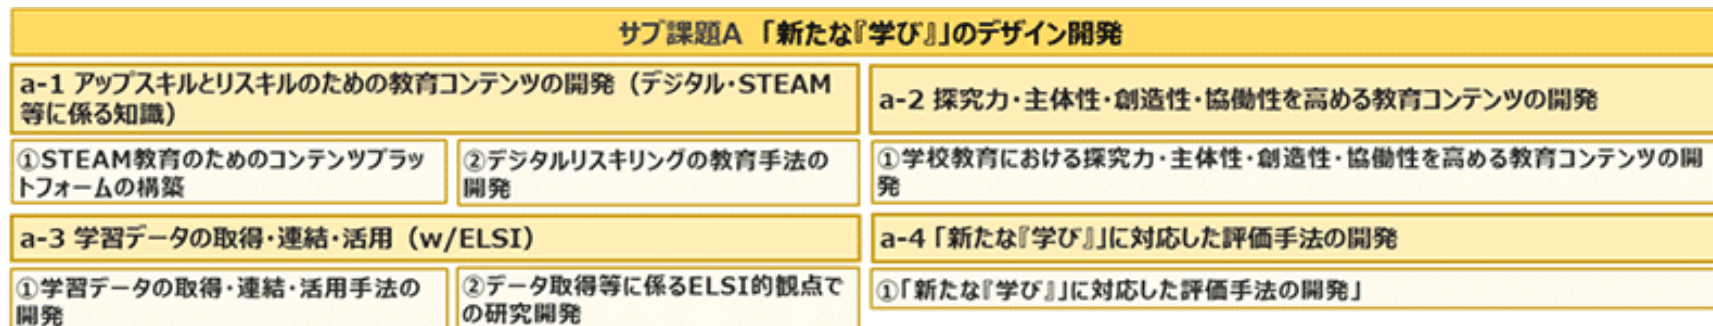 サブ課題A 「新たな『学び』」のデザイン開発
a-1 アップスキルとリスキルのための教育コンテンツの開発（デジタル・STEAM
等に係る知識）
a-2 探究力・主体性・創造性・協働性を高める教育コンテンツの開発
①STEAM教育のためのコンテンツプラッ
トフォームの構築
②デジタルリスキリングの教育手法の
開発
①学校教育における探究力・主体性・創造性・協働性を高める教育コンテンツの開
発
a-3 学習データの取得・連結・活用（w/ELSI）
a-4「新たな『学び』」に対応した評価手法の開発
①学習データの取得・連結・活用手法の
開発
②データ取得等に係るELSI的観点で
の研究開発
①「新たな『学び』」に対応した評価手法の開発」